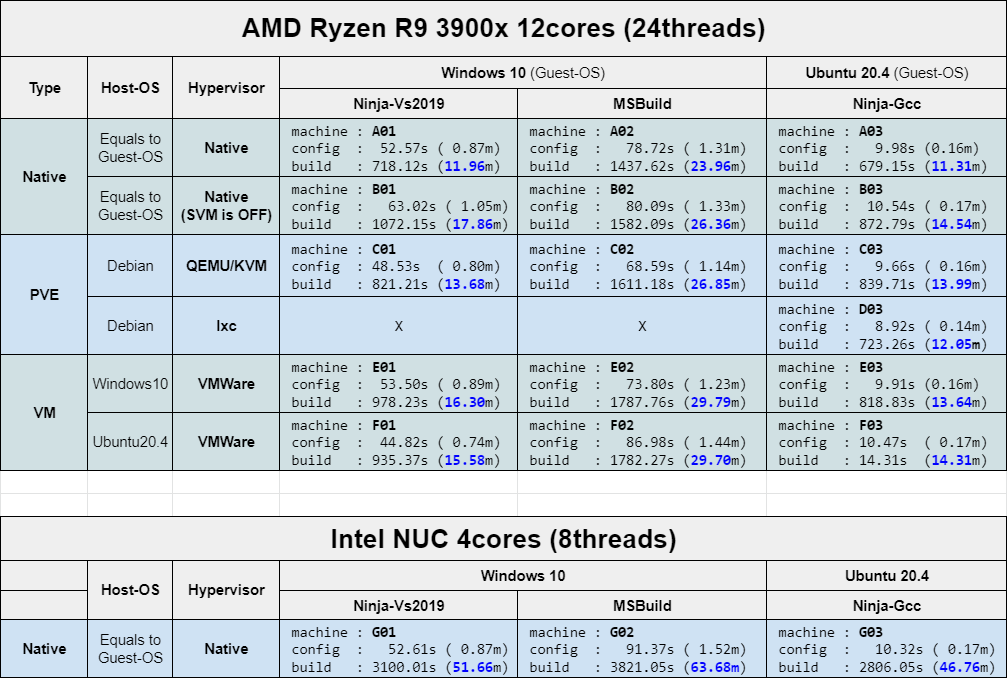 AMD Ryzen R9 3900x 12cores (24threads)
Type Host-OS Hypervisor Windows 10 (Guest-OS) Ubuntu 20.4 (Guest-OS)
Ninja-Vs2019 MSBuild Ninja-Gcc
Native
Equals to
Guest-OS
Native
machine : A01
config : 52.57s ( 0.87m)
build : 718.12s (11.96m)
machine : A02
config : 78.72s ( 1.31m)
build : 1437.62s (23.96m)
machine : A03
config : 9.98s (0.16m)
build : 679.15s (11.31m)
Equals to
Guest-OS
Native
(SVM is OFF)
machine : B01
config : 63.02s ( 1.05m)
build : 1072.15s (17.86m)
machine : B02
config : 80.09s ( 1.33m)
build : 1582.09s (26.36m)
machine : B03
config : 10.54s ( 0.17m)
build : 872.79s (14.54m)
PVE
Debian
QEMU/KVM
machine : C01
config : 48.53s ( 0.80m)
build : 821.21s (13.68m)
machine : C02
config : 68.59s ( 1.14m)
build : 1611.18s (26.85m)
machine : C03
config : 9.66s ( 0.16m)
build : 839.71s (13.99m)
Debian
lxc
X
X
machine : D03
config : 8.92s ( 0.14m)
build : 723.26s (12.05m)
VM
Windows10
VMWare
machine : E01
config : 53.50s ( 0.89m)
build : 978.23s (16.30m)
machine : E02
config : 73.80s ( 1.23m)
build : 1787.76s (29.79m)
machine : E03
config : 9.91s (0.16m)
build : 818.83s (13.64m)
Ubuntu20.4
VMWare
machine : F01
config : 44.82s ( 0.74m)
build : 935.37s (15.58m)
machine : F02
config : 86.98s ( 1.44m)
build : 1782.27s (29.70m)
machine : F03
config : 10.47s ( 0.17m)
build : 14.31s (14.31m)
Intel NUC 4cores (8threads)
Host-OS Hypervisor Windows 10 Ubuntu 20.4
Ninja-Vs2019 MSBuild Ninja-Gcc
Native
Equals to
Guest-OS
Native
machine : G01
config : 52.61s ( 0.87m)
build : 3100.01s (51.66m)
machine : G02
config : 91.37s ( 1.52m)
build : 3821.05s (63.68m)
machine : G03
config : 10.32s ( 0.17m)
build : 2806.05s (46.76m)